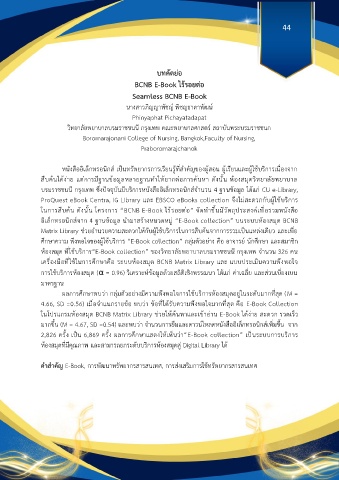 44
บทคัดย่อ
BCNB E-Book ไร้รอยต่อ
Seamless BCNB E-Book
นางสาวภิญญาพัชญ์ พิชญธาดาพัฒน์
Phinyaphat Pichayatadapat
วิทยาลัยพยาบาลบรมราชชนนี กรุงเทพ คณะพยาบาลศาสตร์ สถาบันพระบรมราชชนก
Boromarajonani College of Nursing, Bangkok,Faculty of Nursing,
Praboromarajchanok
หนังสืออิเล็กทรอนิกส์ เป็นทรัพยากรการเรียนรู้ที่สำคัญของผู้สอน ผู้เรียนและผู้ใช้บริการเนื่องจาก
สืบค้นได้ง่าย แต่การมีฐานข้อมูลหลายฐานทำให้ยากต่อการค้นหา ดังนั้น ห้องสมุดวิทยาลัยพยาบาล
บรมราชชนนี กรุงเทพ ซึ่งปัจจุบันมีบริการหนังสืออิเล็กทรอนิกส์จำนวน 4 ฐานข้อมูล ได้แก่ CU e-Library,
ProQuest eBook Centra, IG Library และ EBSCO eBooks collection จึงไม่สะดวกกับผู้ใช้บริการ
ในการสืบค้น ดังนั้น โครงการ “BCNB E-Book ไร้รอยต่อ” จัดทำขึ้นมีวัตถุประสงค์เพื่อรวมหนังสือ
อิเล็กทรอนิกส์จาก 4 ฐานข้อมูล นำมาสร้างหมวดหมู่ “E-Book collection” บนระบบห้องสมุด BCNB
Matrix Library ช่วยอำนวยความสะดวกให้กับผู้ใช้บริการในการสืบค้นจากการรวมเป็นแหล่งเดียว และเพื่อ
ศึกษาความ พึงพอใจของผู้ใช้บริการ “E-Book collection” กลุ่มตัวอย่าง คือ อาจารย์ นักศึกษา และสมาชิก
ห้องสมุด ที่ใช้บริการ“E-Book collection” ของวิทยาลัยพยาบาลบรมราชชนนี กรุงเทพ จำนวน 326 คน
เครื่องมือที่ใช้ในการศึกษาคือ ระบบห้องสมุด BCNB Matrix Library และ แบบประเมินความพึงพอใจ
การใช้บริการห้องสมุด (α = 0.96) วิเคราะห์ข้อมูลด้วยสถิติเชิงพรรณนา ได้แก่ ค่าเฉลี่ย และส่วนเบี่ยงเบน
มาตรฐาน
ผลการศึกษาพบว่า กลุ่มตัวอย่างมีความพึงพอใจการใช้บริการห้องสมุดอยู่ในระดับมากที่สุด (M =
4.66, SD =0.56) เมื่อจำแนกรายข้อ พบว่า ข้อที่ได้รับความพึงพอใจมากที่สุด คือ E-Book Collection
ในโปรแกรมห้องสมุด BCNB Matrix Library ช่วยให้ค้นหาและเข้าอ่าน E-Book ได้ง่าย สะดวก รวดเร็ว
มากขึ้น (M = 4.67, SD =0.54) และพบว่า จำนวนการยืมและดาวน์โหลดหนังสืออิเล็กทรอนิกส์เพิ่มขึ้น จาก
2,826 ครั้ง เป็น 6,869 ครั้ง ผลการศึกษาแสดงให้เห็นว่า“E-Book collection” เป็นระบบการบริการ
ห้องสมุดที่มีคุณภาพ และสามารถยกระดับบริการห้องสมุดสู่ Digital Library ได้
คำสำคัญ E-Book, การพัฒนาทรัพยากรสารสนเทศ, การส่งเสริมการใช้ทรัพยากรสารสนเทศ